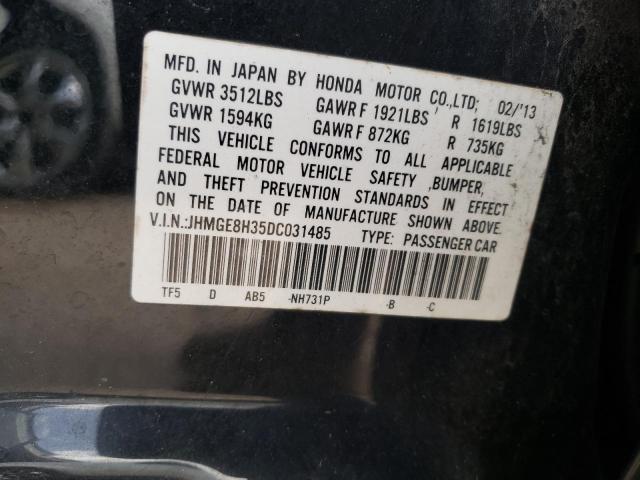 MFD. IN JAPAN BY HONDA MOTOR CO.,LTD; 02/'13
GVWR 3512LBS GAWR F 1921LBS R 1619LBS
GVWR 1594KG GAWR F 872KG R 735KG
THIS VEHICLE CONFORMS TO ALL APPLICABLE
FEDERAL MOTOR VEHICLE SAFETY ,BUMPER,
AND THEFT PREVENTION STANDARDS IN EFFECT
ON THE DATE OF MANUFACTURE SHOWN ABOVE.
V.I.N.:JHMGE8H35DC031485 TYPE: PASSENGER CAR
TF5 D AB5 -NH731P -B -C